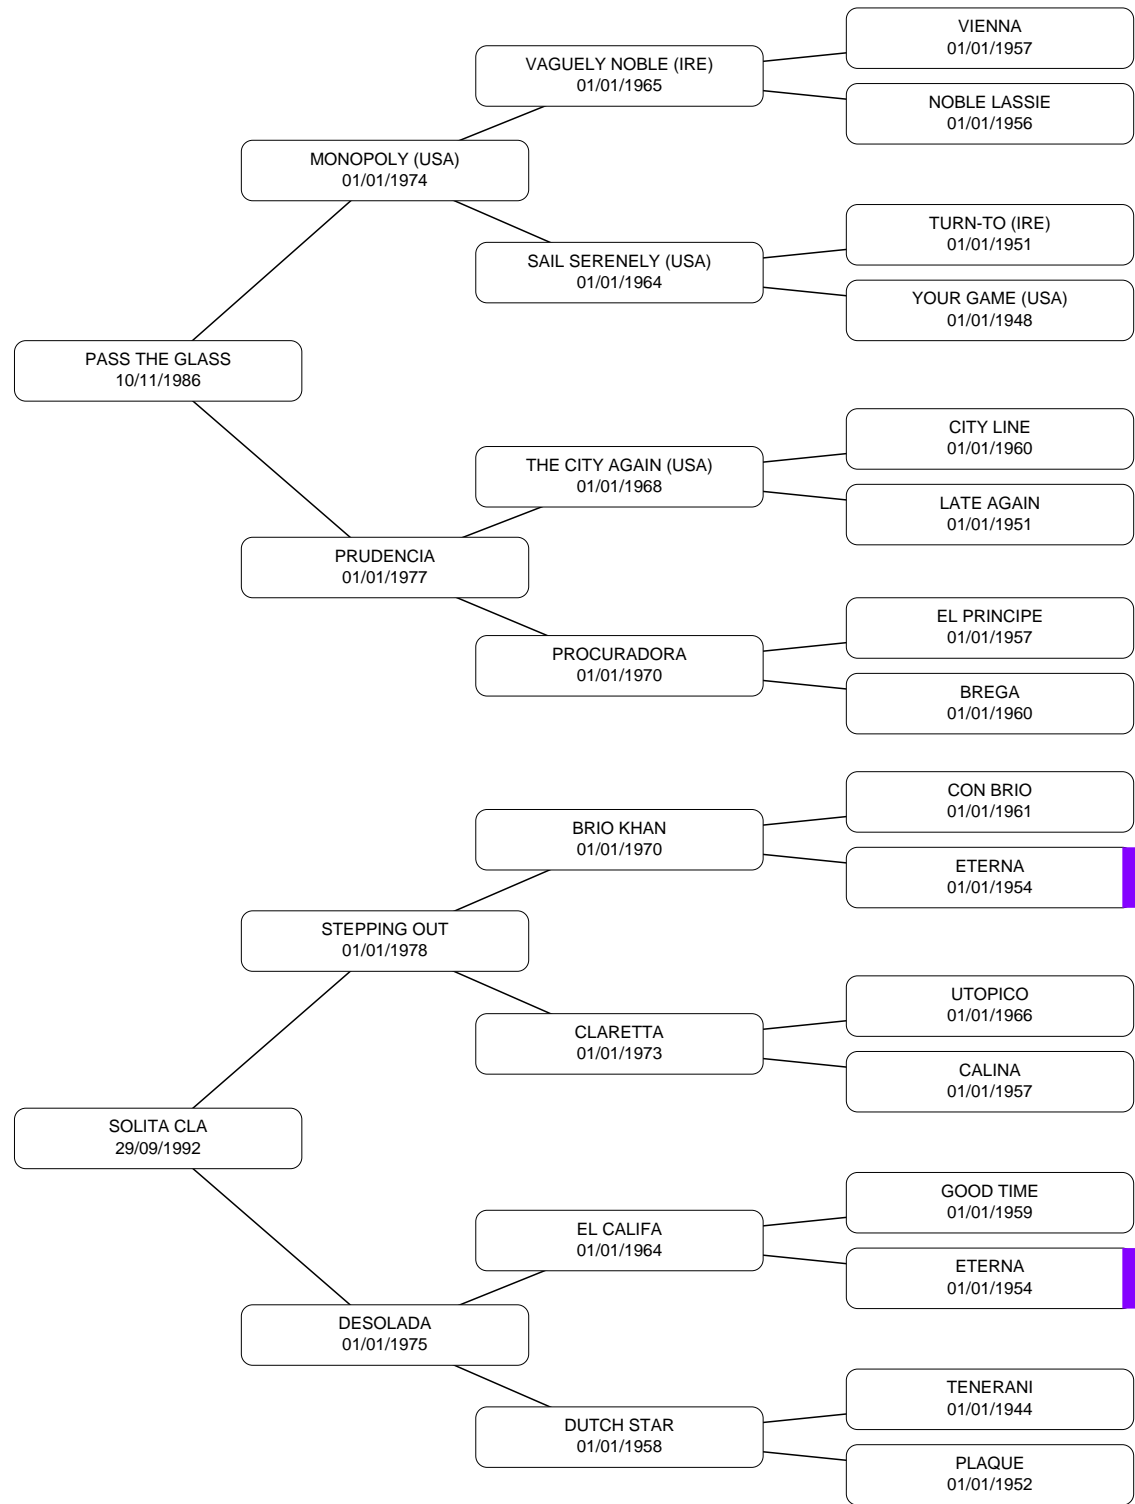 VIENNA
01/01/1957
VAGUELY NOBLE (IRE)
01/01/1965
NOBLE LASSIE
01/01/1956
MONOPOLY (USA)
01/01/1974
TURN-TO (IRE)
01/01/1951
SAIL SERENELY (USA)
01/01/1964
YOUR GAME (USA)
01/01/1948
PASS THE GLASS
10/11/1986
CITY LINE
01/01/1960
THE CITY AGAIN (USA)
01/01/1968
LATE AGAIN
01/01/1951
PRUDENCIA
01/01/1977
EL PRINCIPE
01/01/1957
PROCURADORA
01/01/1970
BREGA
01/01/1960
CON BRIO
01/01/1961
BRIO KHAN
01/01/1970
ETERNA
01/01/1954
STEPPING OUT
01/01/1978
UTOPICO
01/01/1966
CLARETTA
01/01/1973
CALINA
01/01/1957
SOLITA CLA
29/09/1992
GOOD TIME
01/01/1959
EL CALIFA
01/01/1964
ETERNA
01/01/1954
DESOLADA
01/01/1975
TENERANI
01/01/1944
DUTCH STAR
01/01/1958
PLAQUE
01/01/1952